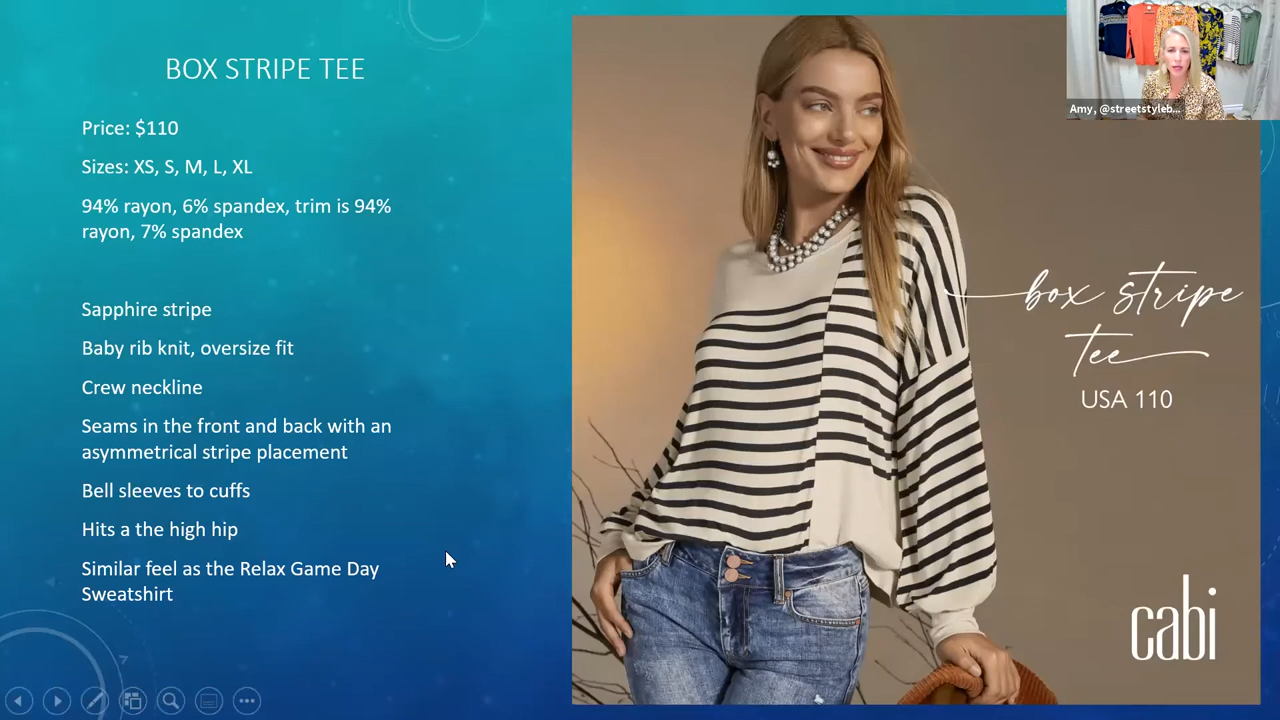 BOX STRIPE TEE
Price: $110
Sizes: XS, S, M, L, XL
94% rayon, 6% spandex, trim is 94%
rayon, 7% spandex
Sapphire stripe
Baby rib knit, oversize fit
Crew neckline
Seams in the front and back with an
asymmetrical stripe placement
Bell sleeves to cuffs
Hits a the high hip
Similar feel as the Relax Game Day
Sweatshirt
box stripe
tee
USA 110
cabi
Amy, @streetstyleb...